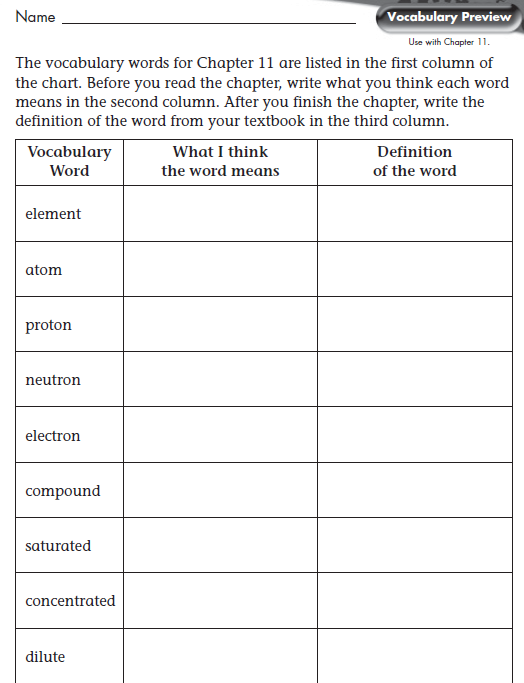 Name
Vocabulary Preview
Use with Chapter 11.
The vocabulary words for Chapter 11 are listed in the first column of
the chart. Before you read the chapter, write what you think each word
means in the second column. After you finish the chapter, write the
definition of the word from your textbook in the third column.
Vocabulary Word
What I think the word means
Definition of the word
element
atom
proton
neutron
electron
compound
saturated
concentrated
dilute